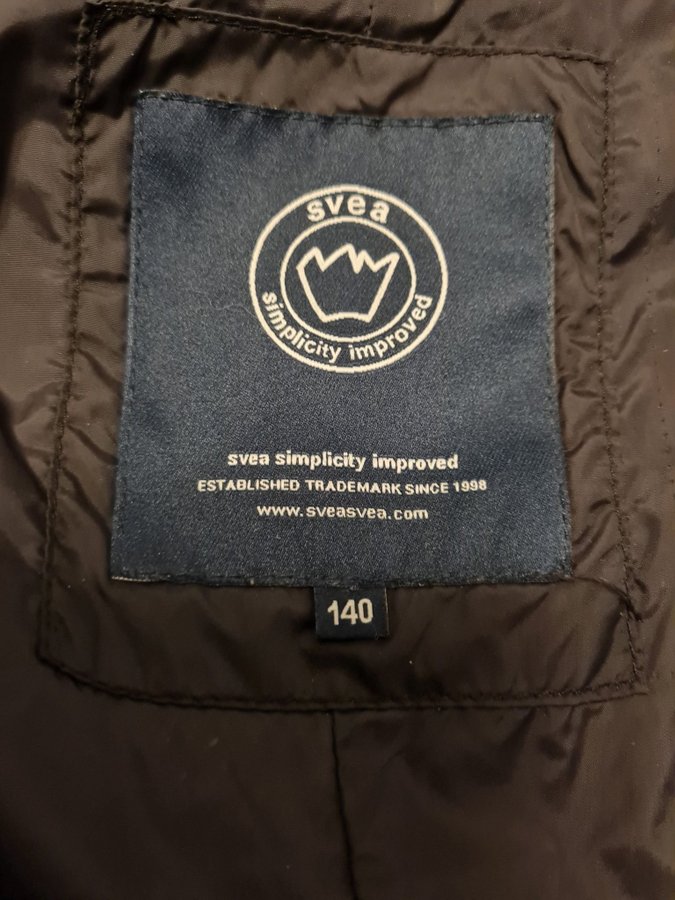 svea
simplicity improved
svea simplicity improved
ESTABLISHED TRADEMARK SINCE 1998
www.sveasvea.com
140